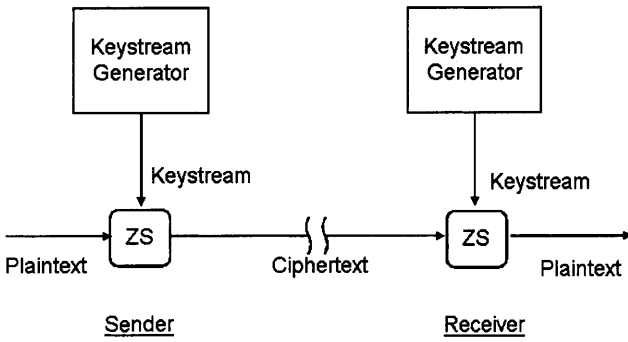 Keystream
Generator
Keystream
Generator
Keystream
Keystream
ZS
ZS
Plaintext
Ciphertext
Plaintext
Sender
Receiver